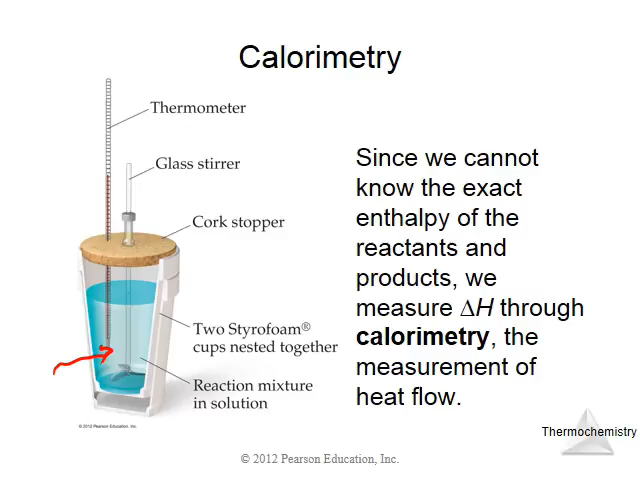 Calorimetry
Thermometer
Glass stirrer
Cork stopper
Two Styrofoam®
cups nested together
Reaction mixture
in solution
© 2012 Pearson Education, Inc.
Since we cannot
know the exact
enthalpy of the
reactants and
products, we
measure ΔH through
calorimetry, the
measurement of
heat flow.
Thermochemistry
© 2012 Pearson Education, Inc.